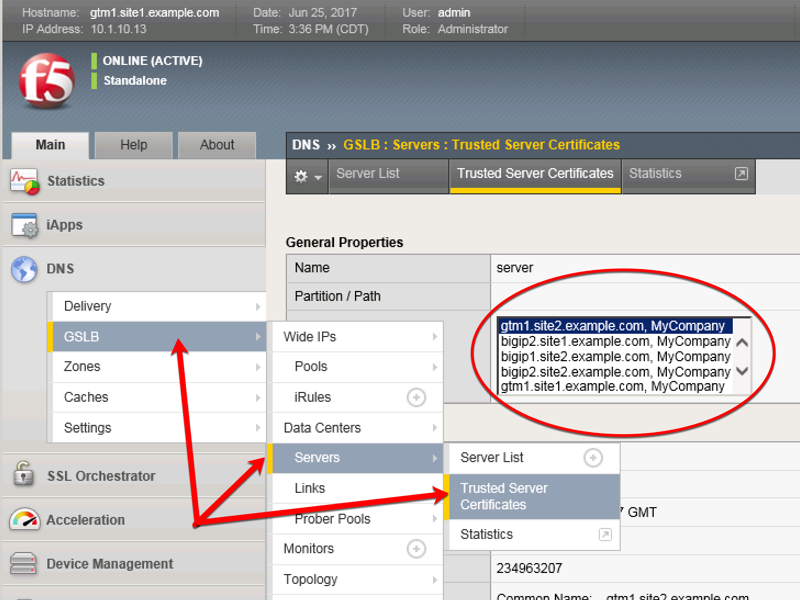 Hostname: gtm1.site1.example.com Date: Jun 25, 2017 User: admin
IP Address: 10.1.10.13 Time: 3:36 PM (CDT) Role: Administrator
f5
ONLINE (ACTIVE)
Standalone
Main Help About
DNS ›› GSLB : Servers : Trusted Server Certificates
Server List Trusted Server Certificates Statistics
Statistics
iApps
DNS
Delivery
GSLB
Zones
Caches
Settings
SSL Orchestrator
Acceleration
Device Management
Wide IPs
Pools
iRules
Data Centers
Servers
Links
Prober Pools
Monitors
Topology
Server List
Trusted Server
Certificates
Statistics
General Properties
Name server
Partition / Path
gtm1.site2.example.com, MyCompany
bigip2.site1.example.com, MyCompany
bigip1.site2.example.com, MyCompany
bigip2.site2.example.com, MyCompany
gtm1.site1.example.com, MyCompany
GMT
234963207
Common Name: gtm1.site2.example.com